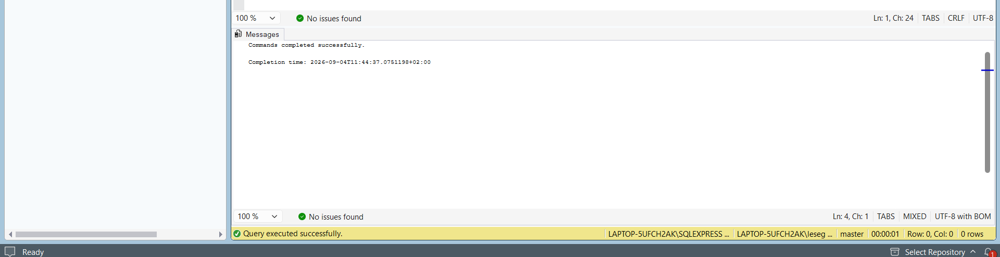 100 % No issues found Ln: 1, Ch: 24 TABS CRLF UTF-8
Messages
Commands completed successfully.
Completion time: 2026-09-04T11:44:37.0751198+02:00
100 % No issues found Ln: 4, Ch: 1 TABS MIXED UTF-8 with BOM
Query executed successfully. LAPTOP-5UFCH2AK\SQLEXPRESS ... LAPTOP-5UFCH2AK\leseg ... master 00:00:01 Row: 0, Col: 0 0 rows
Ready Select Repository 1